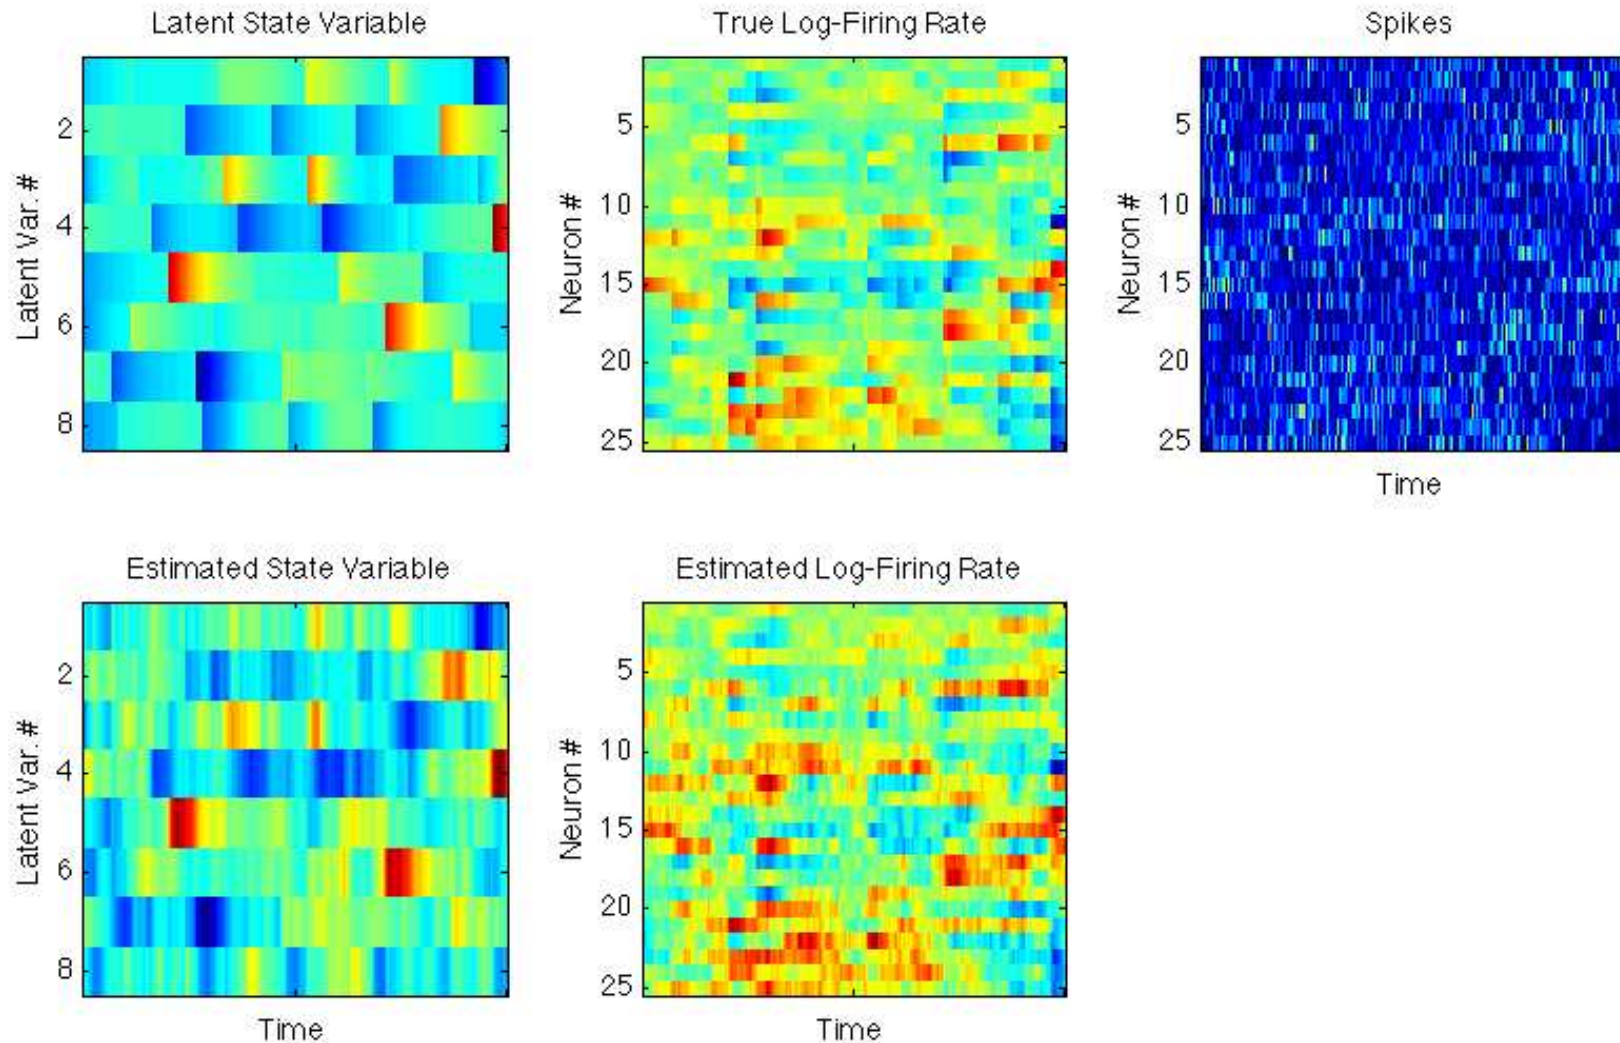 Latent State Variable
True Log-Firing Rate
Spikes
Latent Var. #
2
4
6
8
Neuron #
5
10
15
20
25
Neuron #
5
10
15
20
25
Time
Estimated State Variable
Estimated Log-Firing Rate
Latent Var. #
2
4
6
8
Time
Neuron #
5
10
15
20
25
Time